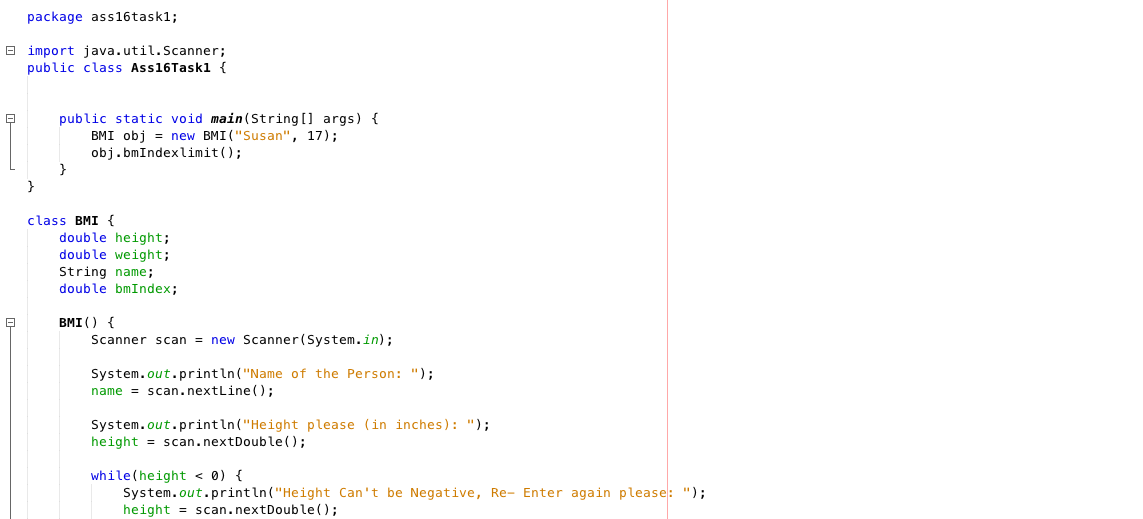 package ass16task1;
import java.util.Scanner;
public class Ass16Task1 {
public static void main(String[] args) {
BMI obj = new BMI("Susan", 17);
obj.bmIndexlimit();
}
}
class BMI {
double height;
double weight;
String name;
double bmIndex;
BMI() {
Scanner scan = new Scanner(System.in);
System.out.println("Name of the Person: ");
name = scan.nextLine();
System.out.println("Height please (in inches): ");
height = scan.nextDouble();
while(height < 0) {
System.out.println("Height Can't be Negative, Re- Enter again please: ");
height = scan.nextDouble();